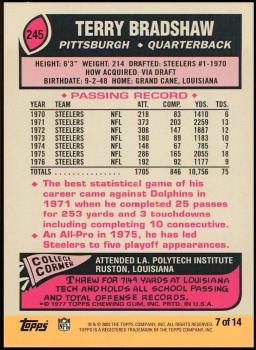 245
TERRY BRADSHAW
PITTSBURGH • QUARTERBACK
HEIGHT: 6'3" WEIGHT: 214 DRAFTED: STEELERS #1-1970
HOW ACQUIRED: VIA DRAFT
BIRTHDATE: 9-2-48 HOME: GRAND CANE, LOUISIANA
PASSING RECORD
YEAR TEAM ATT. COMP. YDS. TDS.
1970 STEELERS NFL 218 83 1410 6
1971 STEELERS NFL 373 203 2259 13
1972 STEELERS NFL 308 147 1887 12
1973 STEELERS NFL 180 89 1183 10
1974 STEELERS NFL 148 67 785 7
1975 STEELERS NFL 286 165 2055 18
1976 STEELERS NFL 192 92 1177 9
TOTALS 1705 846 10,756 75
• The best statistical game of his
career came against Dolphins in
1971 when he completed 25 passes
for 253 yards and 3 touchdowns
including completing 10 consecutive.
• An All-Pro in 1975, he has led
Steelers to five playoff appearances.
COLLEGE CORNER
ATTENDED LA. POLYTECH INSTITUTE
RUSTON, LOUISIANA
THREW FOR 7149 YARDS AT LOUISIANA
TECH AND HOLDS ALL SCHOOL PASSING
AND TOTAL OFFENSE RECORDS.
© 1977 TOPPS CHEWING GUM, INC. PRTD. IN U.S.A.
Topps NFL 7 of 14